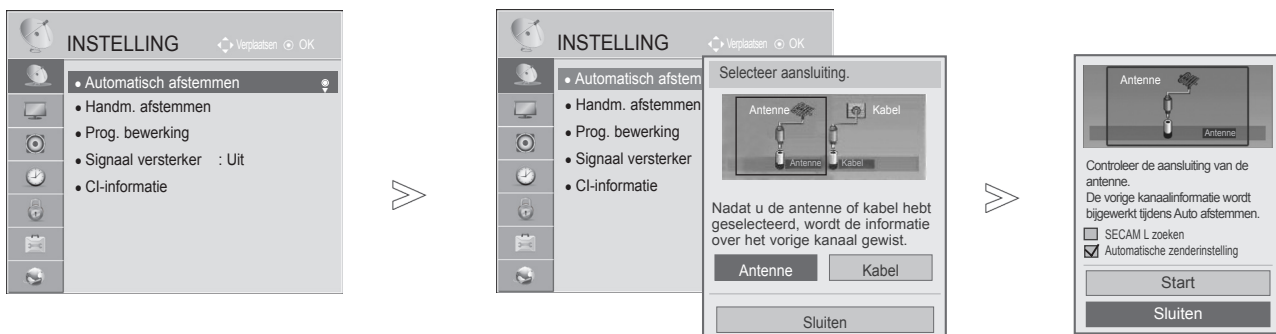 INSTELLING
Verplaatsen OK
Automatisch afstemmen
Handm. afstemmen
Prog. bewerking
Signaal versterker : Uit
CI-informatie
INSTELLING
Verplaatsen OK
Automatisch afstem
Handm. afstemmen
Prog. bewerking
Signaal versterker
CI-informatie
Selecteer aansluiting.
Antenne Kabel
Antenne Kabel
Nadat u de antenne of kabel hebt
geselecteerd, wordt de informatie
over het vorige kanaal gewist.
Antenne Kabel
Sluiten
Antenne
Antenne
Controleer de aansluiting van de
antenne.
De vorige kanaalinformatie wordt
bijgewerkt tijdens Auto afstemmen.
SECAM L zoeken
Automatische zenderinstelling
Start
Sluiten